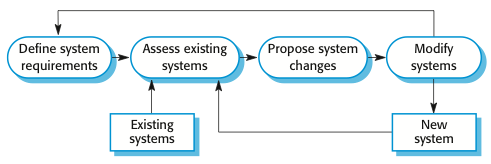 Define system
requirements
Assess existing
systems
Propose system
changes
Modify
systems
Existing
systems
New
system